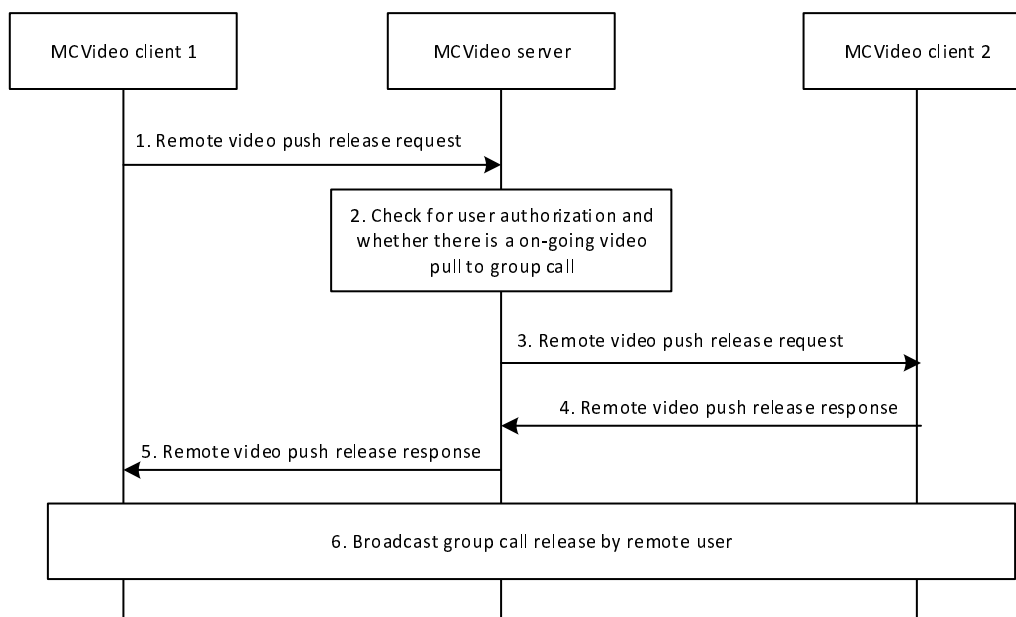 MCVideo client 1
MCVideo server
MCVideo client 2
1. Remote video push release request
2. Check for user authorization and
whether there is a on-going video
pull to group call
3. Remote video push release request
4. Remote video push release response
5. Remote video push release response
6. Broadcast group call release by remote user